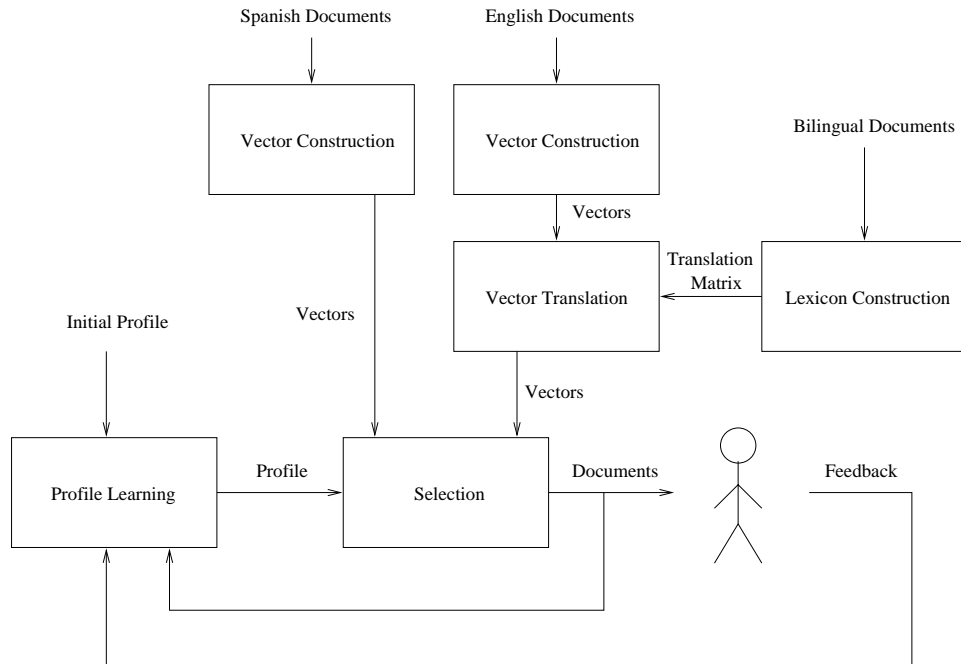 Spanish Documents
English Documents
Vector Construction
Vector Construction
Bilingual Documents
Vectors
Translation
Matrix
Vector Translation
Lexicon Construction
Vectors
Initial Profile
Vectors
Profile Learning
Profile
Selection
Documents
Feedback